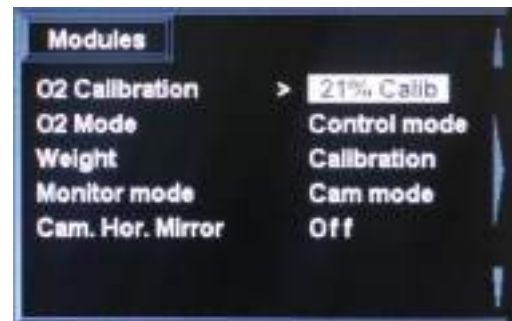 Modules
O2 Calibration > 21% Calib
O2 Mode Control mode
Weight Calibration
Monitor mode Cam mode
Cam. Hor. Mirror Off